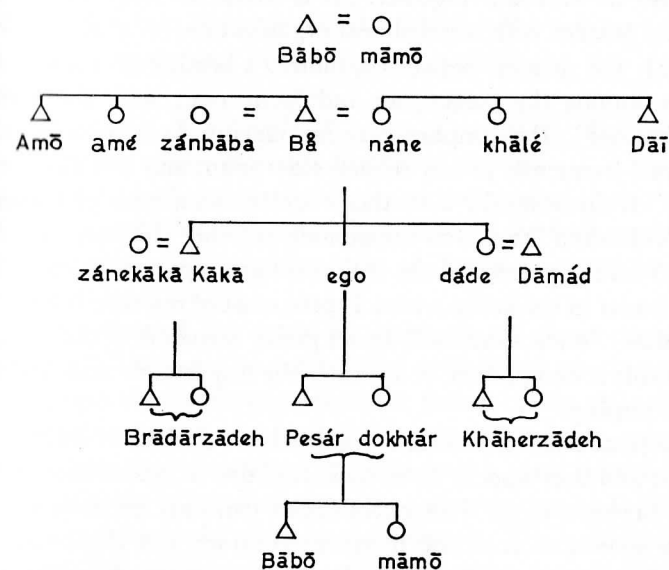 Bābō māmō
Amō amé zánbāba Bå náne khālé Dāī
zánekākā Kākā ego dáde Dāmád
Brādārzādeh Pesár dokhtár Khāherzādeh
Bābō māmō